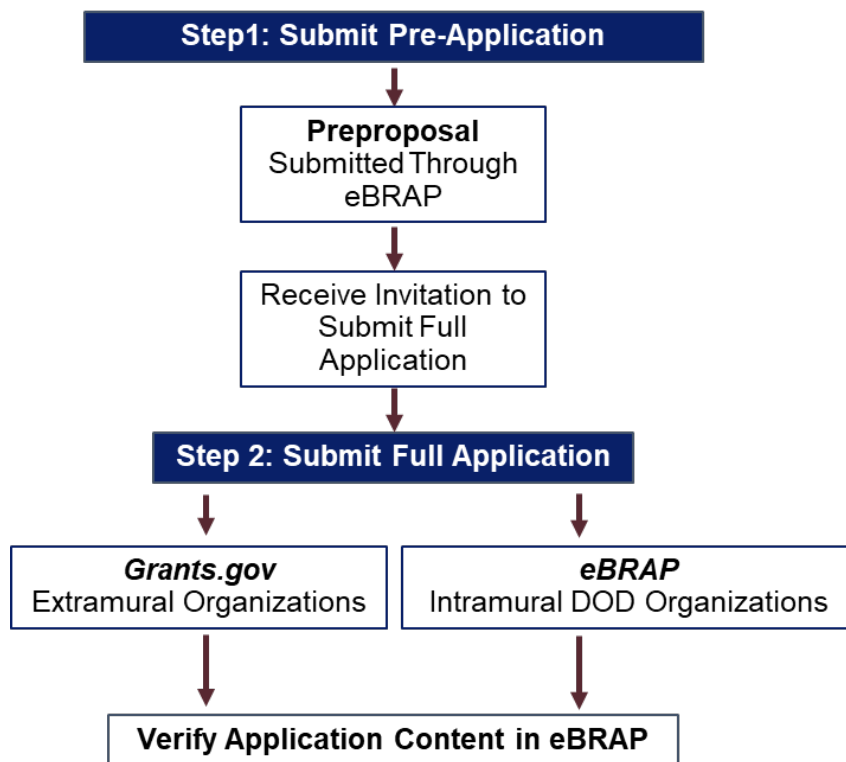 Step1: Submit Pre-Application
Preproposal
Submitted Through
eBRAP
Receive Invitation to
Submit Full
Application
Step 2: Submit Full Application
Grants.gov
Extramural Organizations
eBRAP
Intramural DOD Organizations
Verify Application Content in eBRAP